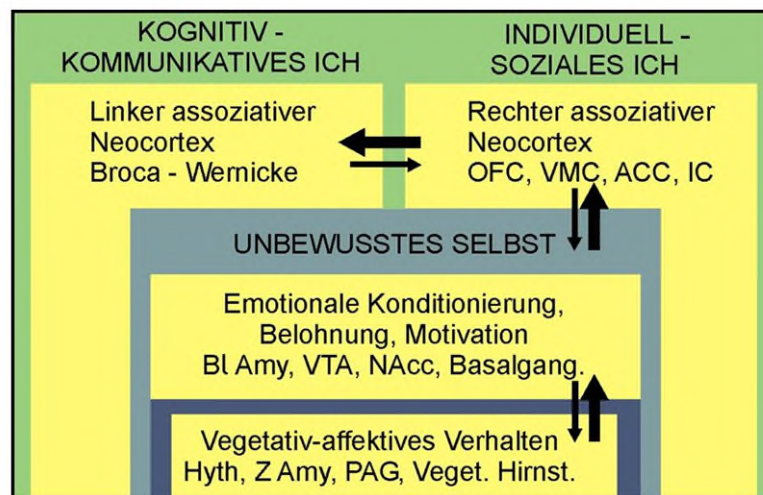 KOGNITIV -
KOMMUNIKATIVES ICH
INDIVIDUELL -
SOZIALES ICH
Linker assoziativer
Neocortex
Broca - Wernicke
Rechter assoziativer
Neocortex
OFC, VMC, ACC, IC
UNBEWUSSTES SELBST
Emotionale Konditionierung,
Belohnung, Motivation
Bl Amy, VTA, NAcc, Basalgang.
Vegetativ-affektives Verhalten
Hyth, Z Amy, PAG, Veget. Hirnst.